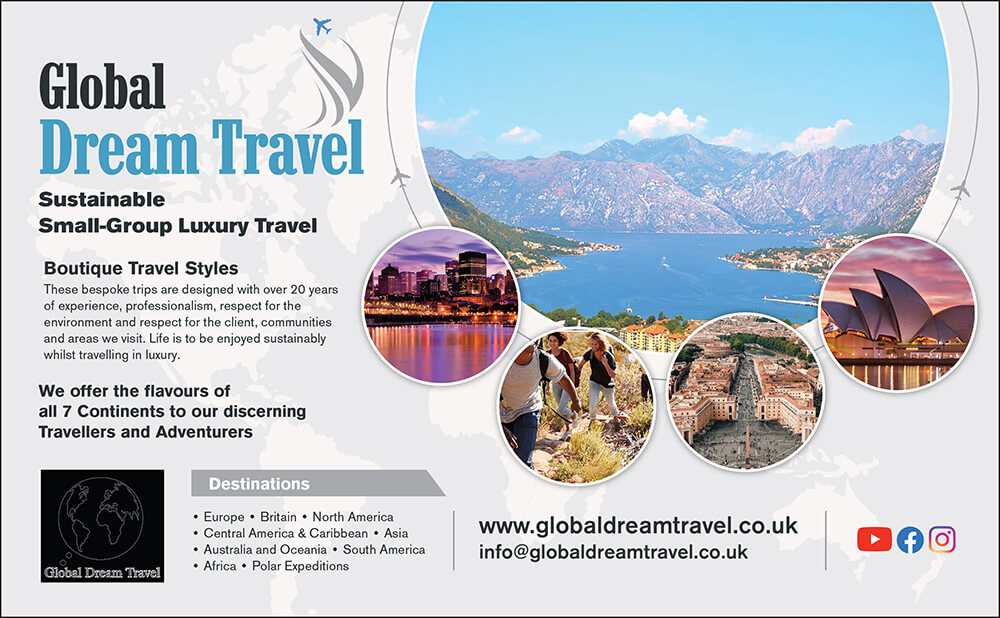 Global
Dream Travel
Sustainable
Small-Group Luxury Travel
Boutique Travel Styles
These bespoke trips are designed with over 20 years
of experience, professionalism, respect for the
environment and respect for the client, communities
and areas we visit. Life is to be enjoyed sustainably
whilst travelling in luxury.
We offer the flavours of
all 7 Continents to our discerning
Travellers and Adventurers
Global Dream Travel
Destinations
• Europe • Britain • North America
• Central America & Caribbean • Asia
• Australia and Oceania • South America
• Africa • Polar Expeditions
www.globaldreamtravel.co.uk
info@globaldreamtravel.co.uk